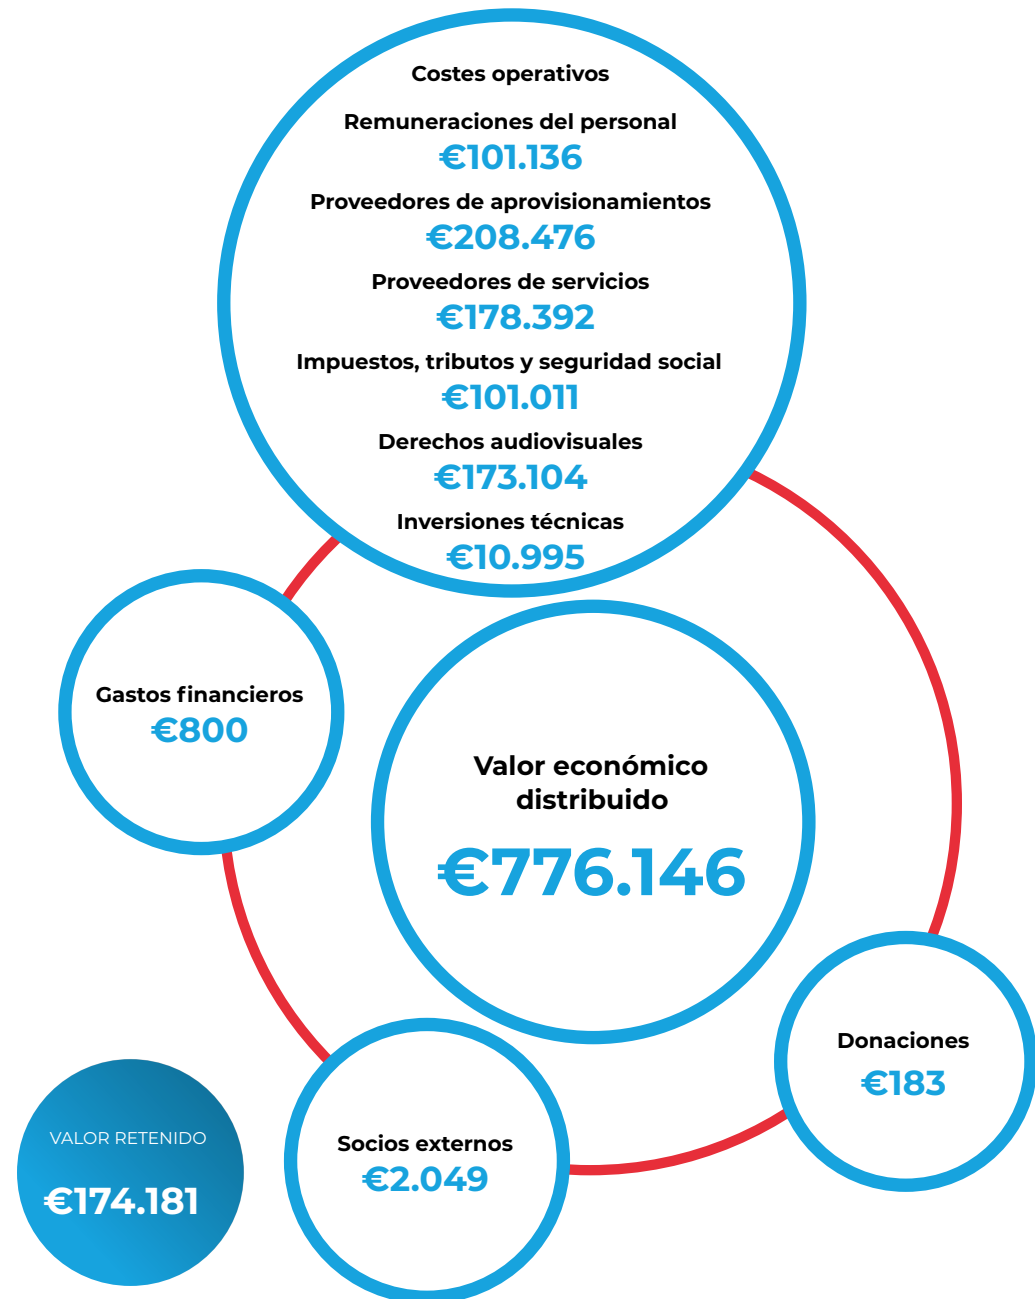 Costes operativos
Remuneraciones del personal
€101.136
Proveedores de aprovisionamientos
€208.476
Proveedores de servicios
€178.392
Impuestos, tributos y seguridad social
€101.011
Derechos audiovisuales
€173.104
Inversiones técnicas
€10.995
Gastos financieros
€800
Valor económico
distribuido
€776.146
Donaciones
€183
Socios externos
€2.049
VALOR RETENIDO
€174.181